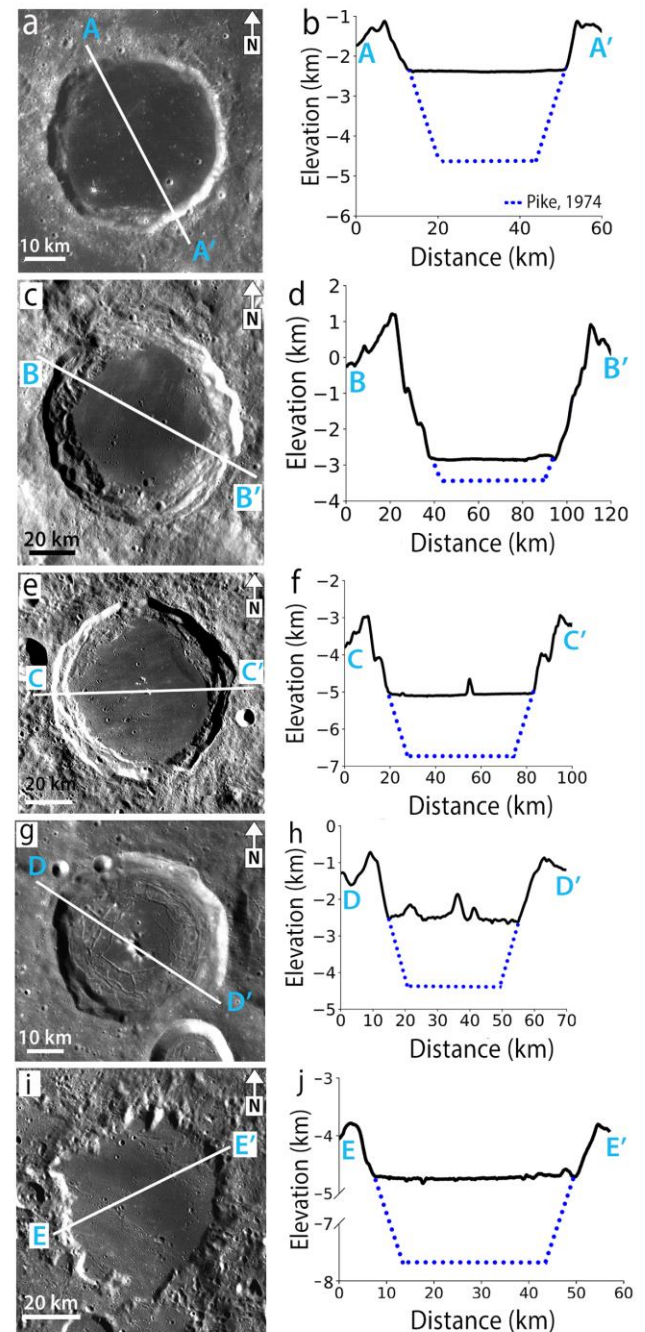 a
A
N
A'
10 km
b
-1
-2
-3
-4
-5
-6
A
A'
Pike, 1974
0
10
20
30
40
50
60
Elevation (km)
Distance (km)
c
B
N
B'
20 km
d
2
1
0
-1
-2
-3
-4
B
B'
0
20
40
60
80
100
120
Elevation (km)
Distance (km)
e
C
N
C'
20 km
f
-2
-3
-4
-5
-6
-7
C
C'
0
20
40
60
80
100
Elevation (km)
Distance (km)
g
D
N
D'
10 km
h
0
-1
-2
-3
-4
-5
D
D'
0
10
20
30
40
50
60
70
Elevation (km)
Distance (km)
i
E'
N
E
20 km
j
-3
-4
-5
-7
-8
E
E'
0
10
20
30
40
50
60
Elevation (km)
Distance (km)